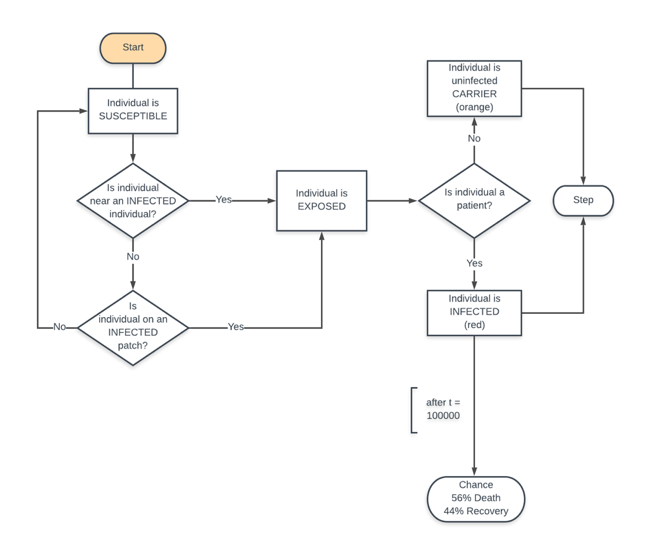 Start
Individual is
SUSCEPTIBLE
Is individual
near an INFECTED
individual?
Yes
No
Is
individual on an
INFECTED
patch?
No
Yes
Individual is
EXPOSED
Is individual a
patient?
No
Individual is
uninfected
CARRIER
(orange)
Step
Yes
Individual is
INFECTED
(red)
after t =
100000
Chance
56% Death
44% Recovery